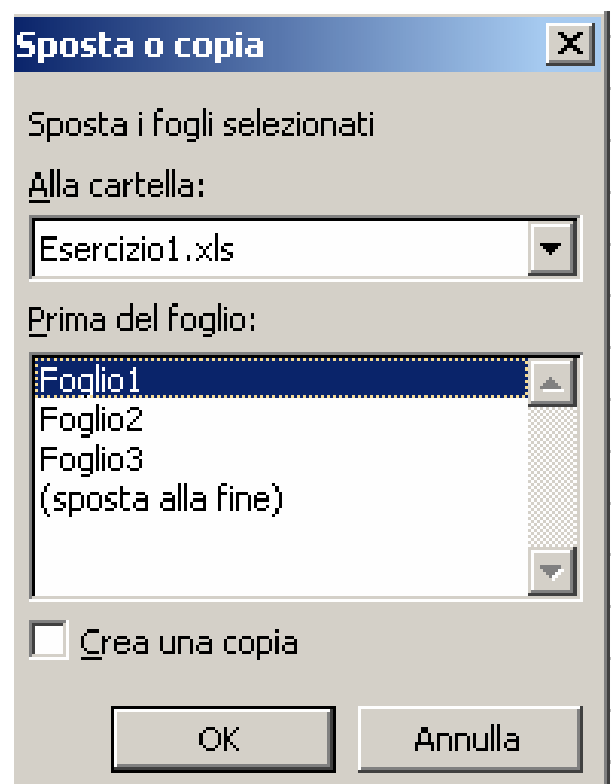 Sposta o copia
Sposta i fogli selezionati
Alla cartella:
Esercizio1.xls
Prima del foglio:
Foglio1
Foglio2
Foglio3
(sposta alla fine)
Crea una copia
OK Annulla